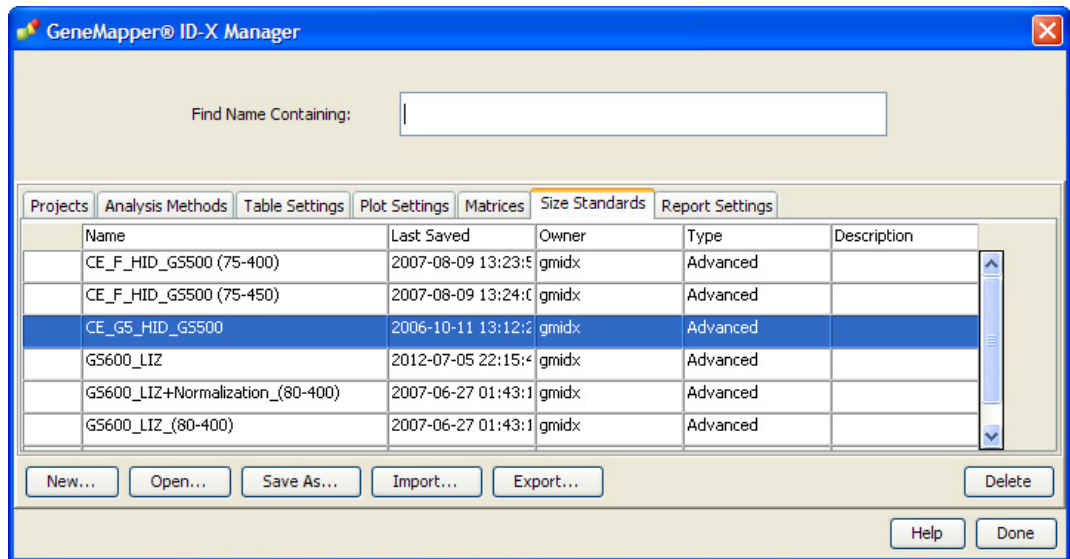 GeneMapper® ID-X Manager
Find Name Containing:
Projects Analysis Methods Table Settings Plot Settings Matrices Size Standards Report Settings
Name Last Saved Owner Type Description
CE_F_HID_GS500 (75-400) 2007-08-09 13:23:5 gmidx Advanced
CE_F_HID_GS500 (75-450) 2007-08-09 13:24:0 gmidx Advanced
CE_G5_HID_GS500 2006-10-11 13:12:2 gmidx Advanced
GS600_LIZ 2012-07-05 22:15:4 gmidx Advanced
GS600_LIZ+Normalization_(80-400) 2007-06-27 01:43:1 gmidx Advanced
GS600_LIZ_(80-400) 2007-06-27 01:43:1 gmidx Advanced
New... Open... Save As... Import... Export... Delete
Help Done